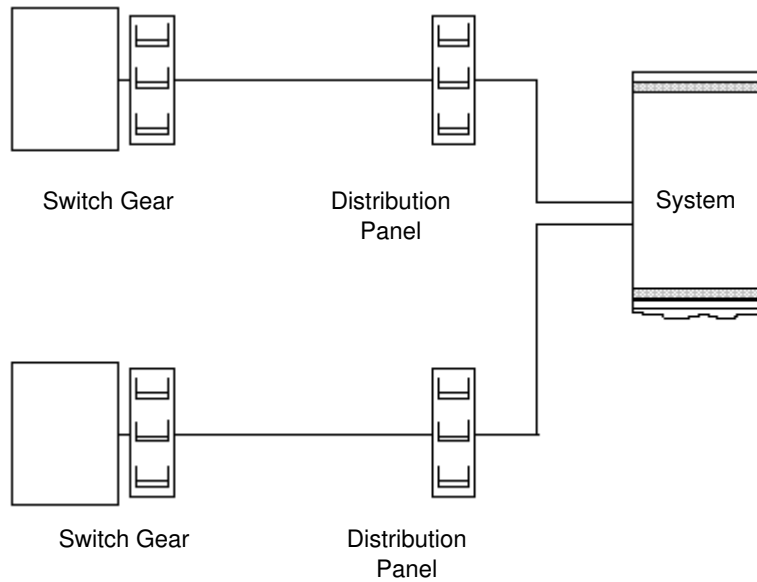 Switch Gear
Distribution
Panel
System
Switch Gear
Distribution
Panel